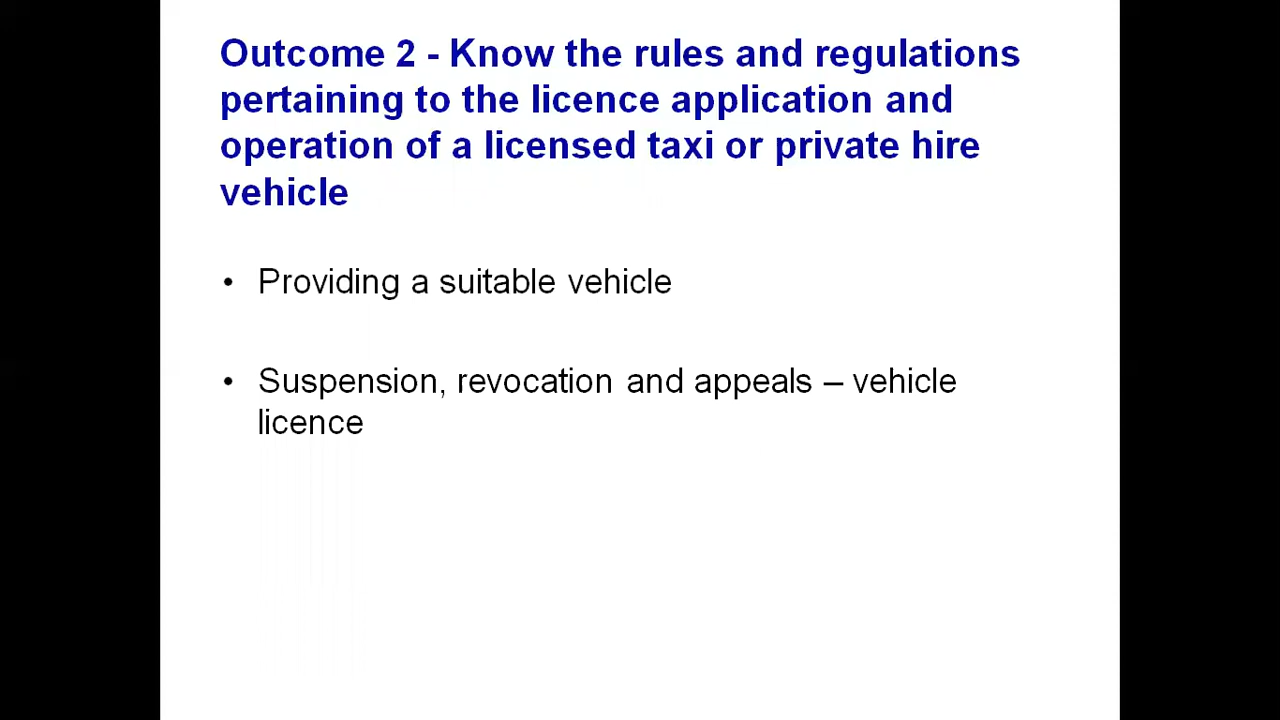 Outcome 2 - Know the rules and regulations
pertaining to the licence application and
operation of a licensed taxi or private hire
vehicle
• Providing a suitable vehicle
• Suspension, revocation and appeals – vehicle
licence